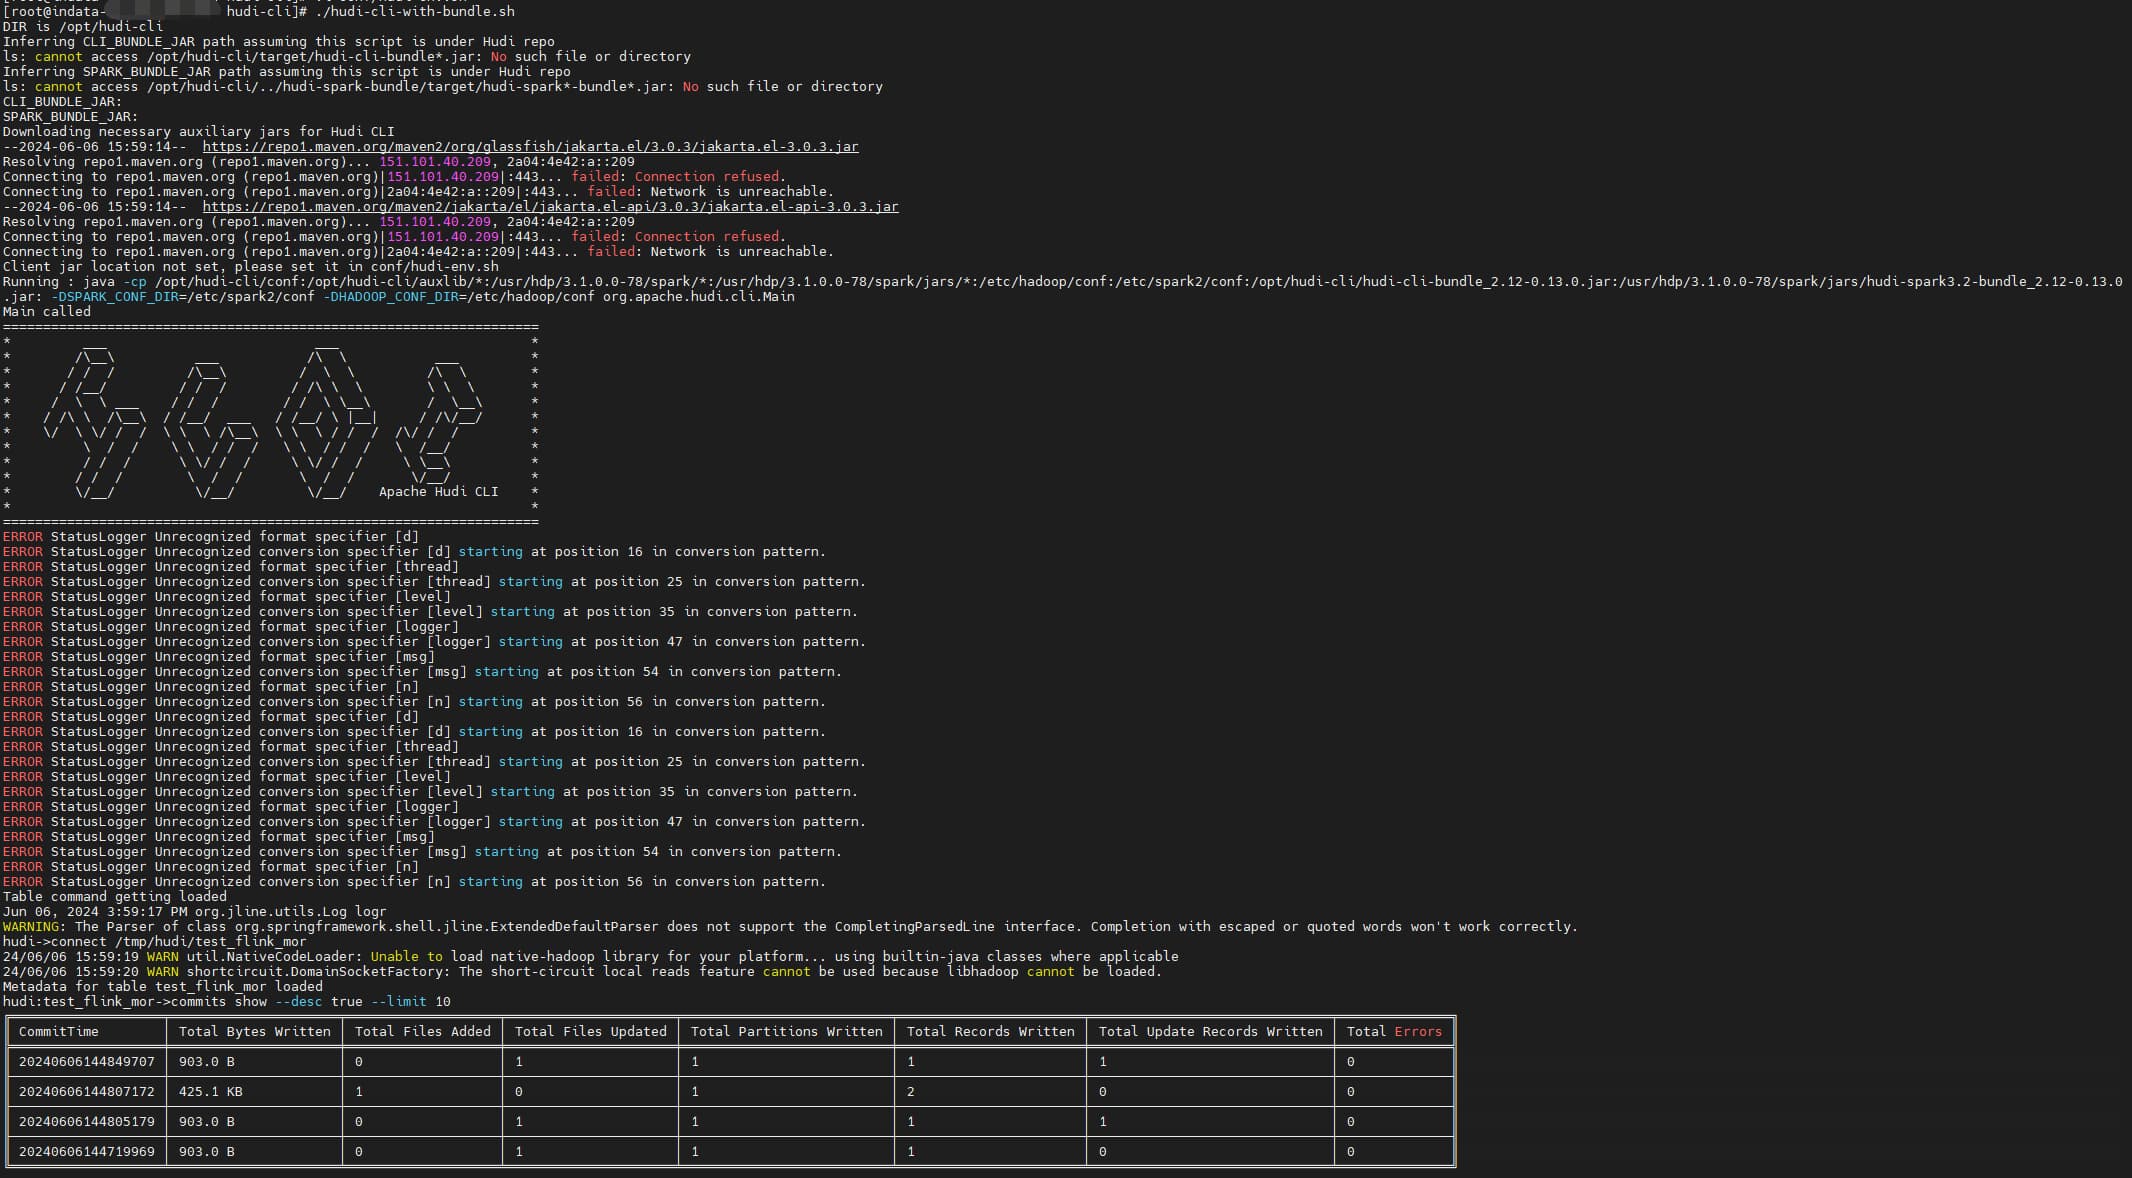 [root@indata- hudi-cli]# ./hudi-cli-with-bundle.sh
DIR is /opt/hudi-cli
Inferring CLI_BUNDLE_JAR path assuming this script is under Hudi repo
ls: cannot access /opt/hudi-cli/target/hudi-cli-bundle*.jar: No such file or directory
Inferring SPARK_BUNDLE_JAR path assuming this script is under Hudi repo
ls: cannot access /opt/hudi-cli/../hudi-spark-bundle/target/hudi-spark*-bundle*.jar: No such file or directory
CLI_BUNDLE_JAR:
SPARK_BUNDLE_JAR:
Downloading necessary auxiliary jars for Hudi CLI
--2024-06-06 15:59:14--  https://repo1.maven.org/maven2/org/glassfish/jakarta.el/3.0.3/jakarta.el-3.0.3.jar
Resolving repo1.maven.org (repo1.maven.org)... 151.101.40.209, 2a04:4e42:a::209
Connecting to repo1.maven.org (repo1.maven.org)|151.101.40.209|:443... failed: Connection refused.
Connecting to repo1.maven.org (repo1.maven.org)|2a04:4e42:a::209|:443... failed: Network is unreachable.
--2024-06-06 15:59:14--  https://repo1.maven.org/maven2/jakarta/el/jakarta.el-api/3.0.3/jakarta.el-api-3.0.3.jar
Resolving repo1.maven.org (repo1.maven.org)... 151.101.40.209, 2a04:4e42:a::209
Connecting to repo1.maven.org (repo1.maven.org)|151.101.40.209|:443... failed: Connection refused.
Connecting to repo1.maven.org (repo1.maven.org)|2a04:4e42:a::209|:443... failed: Network is unreachable.
Client jar location not set, please set it in conf/hudi-env.sh
Running : java -cp /opt/hudi-cli/conf:/opt/hudi-cli/auxlib/*:/usr/hdp/3.1.0.0-78/spark/*:/usr/hdp/3.1.0.0-78/spark/jars/*:/etc/hadoop/conf:/etc/spark2/conf:/opt/hudi-cli/hudi-cli-bundle_2.12-0.13.0.jar:/usr/hdp/3.1.0.0-78/spark/jars/hudi-spark3.2-bundle_2.12-0.13.0
.jar: -DSPARK_CONF_DIR=/etc/spark2/conf -DHADOOP_CONF_DIR=/etc/hadoop/conf org.apache.hudi.cli.Main
Main called
Apache Hudi CLI
ERROR StatusLogger Unrecognized format specifier [d]
ERROR StatusLogger Unrecognized conversion specifier [d] starting at position 16 in conversion pattern.
ERROR StatusLogger Unrecognized format specifier [thread]
ERROR StatusLogger Unrecognized conversion specifier [thread] starting at position 25 in conversion pattern.
ERROR StatusLogger Unrecognized format specifier [level]
ERROR StatusLogger Unrecognized conversion specifier [level] starting at position 35 in conversion pattern.
ERROR StatusLogger Unrecognized format specifier [logger]
ERROR StatusLogger Unrecognized conversion specifier [logger] starting at position 47 in conversion pattern.
ERROR StatusLogger Unrecognized format specifier [msg]
ERROR StatusLogger Unrecognized conversion specifier [msg] starting at position 54 in conversion pattern.
ERROR StatusLogger Unrecognized format specifier [n]
ERROR StatusLogger Unrecognized conversion specifier [n] starting at position 56 in conversion pattern.
ERROR StatusLogger Unrecognized format specifier [d]
ERROR StatusLogger Unrecognized conversion specifier [d] starting at position 16 in conversion pattern.
ERROR StatusLogger Unrecognized format specifier [thread]
ERROR StatusLogger Unrecognized conversion specifier [thread] starting at position 25 in conversion pattern.
ERROR StatusLogger Unrecognized format specifier [level]
ERROR StatusLogger Unrecognized conversion specifier [level] starting at position 35 in conversion pattern.
ERROR StatusLogger Unrecognized format specifier [logger]
ERROR StatusLogger Unrecognized conversion specifier [logger] starting at position 47 in conversion pattern.
ERROR StatusLogger Unrecognized format specifier [msg]
ERROR StatusLogger Unrecognized conversion specifier [msg] starting at position 54 in conversion pattern.
ERROR StatusLogger Unrecognized format specifier [n]
ERROR StatusLogger Unrecognized conversion specifier [n] starting at position 56 in conversion pattern.
Table command getting loaded
Jun 06, 2024 3:59:17 PM org.jline.utils.Log logr
WARNING: The Parser of class org.springframework.shell.jline.ExtendedDefaultParser does not support the CompletingParsedLine interface. Completion with escaped or quoted words won't work correctly.
hudi->connect /tmp/hudi/test_flink_mor
24/06/06 15:59:19 WARN util.NativeCodeLoader: Unable to load native-hadoop library for your platform... using builtin-java classes where applicable
24/06/06 15:59:20 WARN shortcircuit.DomainSocketFactory: The short-circuit local reads feature cannot be used because libhadoop cannot be loaded.
Metadata for table test_flink_mor loaded
hudi:test_flink_mor->commits show --desc true --limit 10
CommitTime | Total Bytes Written | Total Files Added | Total Files Updated | Total Partitions Written | Total Records Written | Total Update Records Written | Total Errors
20240606144849707 | 903.0 B | 0 | 1 | 1 | 1 | 1 | 0
20240606144807172 | 425.1 KB | 1 | 0 | 1 | 2 | 0 | 0
20240606144805179 | 903.0 B | 0 | 1 | 1 | 1 | 1 | 0
20240606144719969 | 903.0 B | 0 | 1 | 1 | 1 | 0 | 0